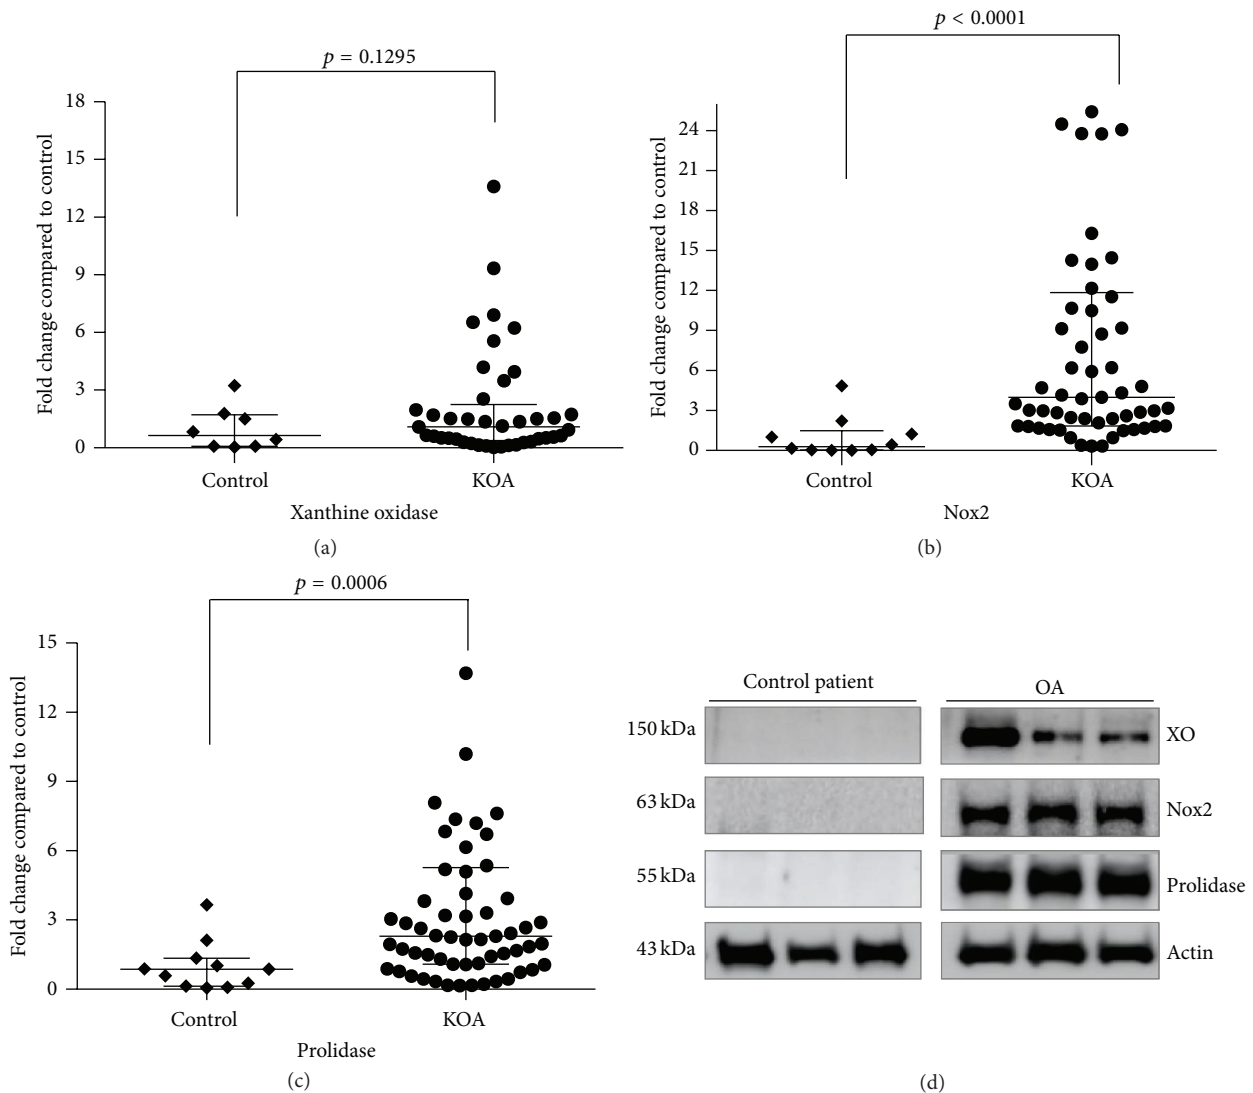 p = 0.1295
Fold change compared to control
18
15
12
9
6
3
0
Control
KOA
Xanthine oxidase
(a)
p < 0.0001
Fold change compared to control
24
21
18
15
12
9
6
3
0
Control
KOA
Nox2
(b)
p = 0.0006
Fold change compared to control
15
12
9
6
3
0
Control
KOA
Prolidase
(c)
Control patient
OA
150 kDa
XO
63 kDa
Nox2
55 kDa
Prolidase
43 kDa
Actin
(d)